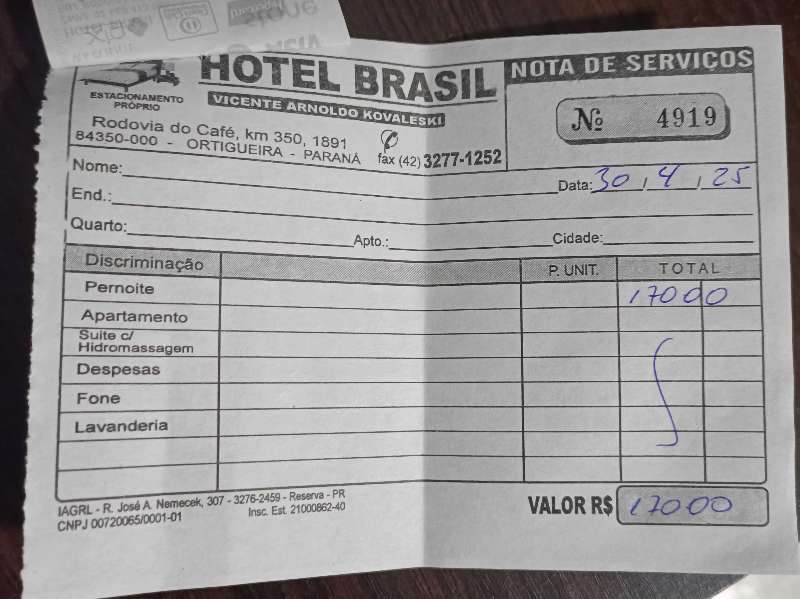 HOTEL BRASIL
VICENTE ARNOLDO KOVALESKI
ESTACIONAMENTO
PRÓPRIO
Rodovia do Café, km 350, 1891
84350-000 - ORTIGUEIRA - PARANÁ
fax (42) 3277-1252
NOTA DE SERVIÇOS
Nº 4919
Nome:
Data: 30 / 4 / 25
End.:
Quarto: Apto.: Cidade:
Discriminação P. UNIT. TOTAL
Pernoite 170 00
Apartamento
Suite c/
Hidromassagem
Despesas
Fone
Lavanderia
IAGRL - R. José A. Nemecek, 307 - 3276-2459 - Reserva - PR
CNPJ 00720065/0001-01 Insc. Est. 21000862-40
VALOR R$ 170 00